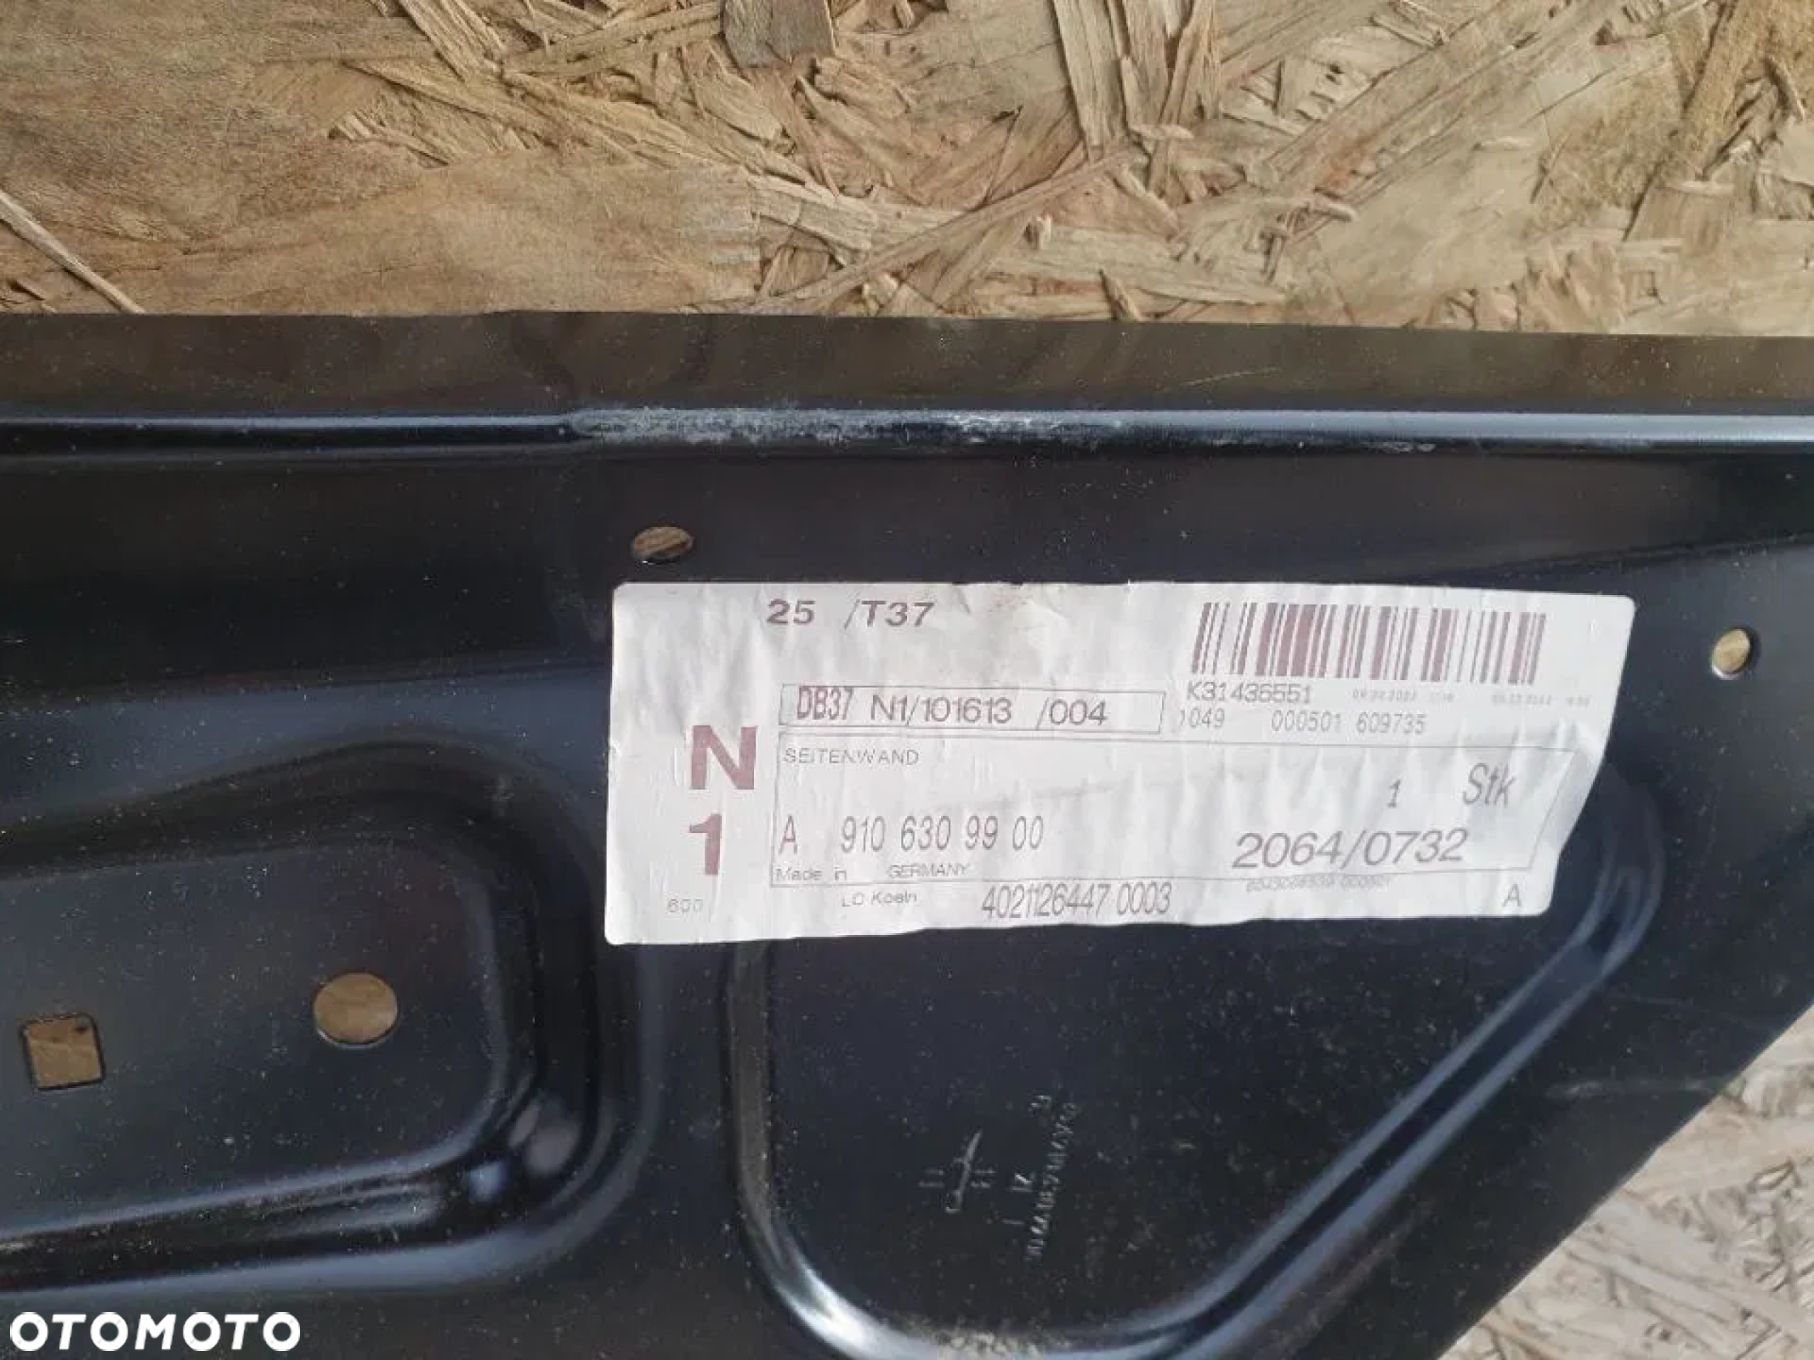 25 /T37
K31436551
DB37 N1/101613 /004
1049 000501 609735
N
1
SEITENWAND
1 Stk
A 910 630 99 00
2064/0732
Made in GERMANY
600
LC Koeln
4021126447 0003
A
OTOMOTO